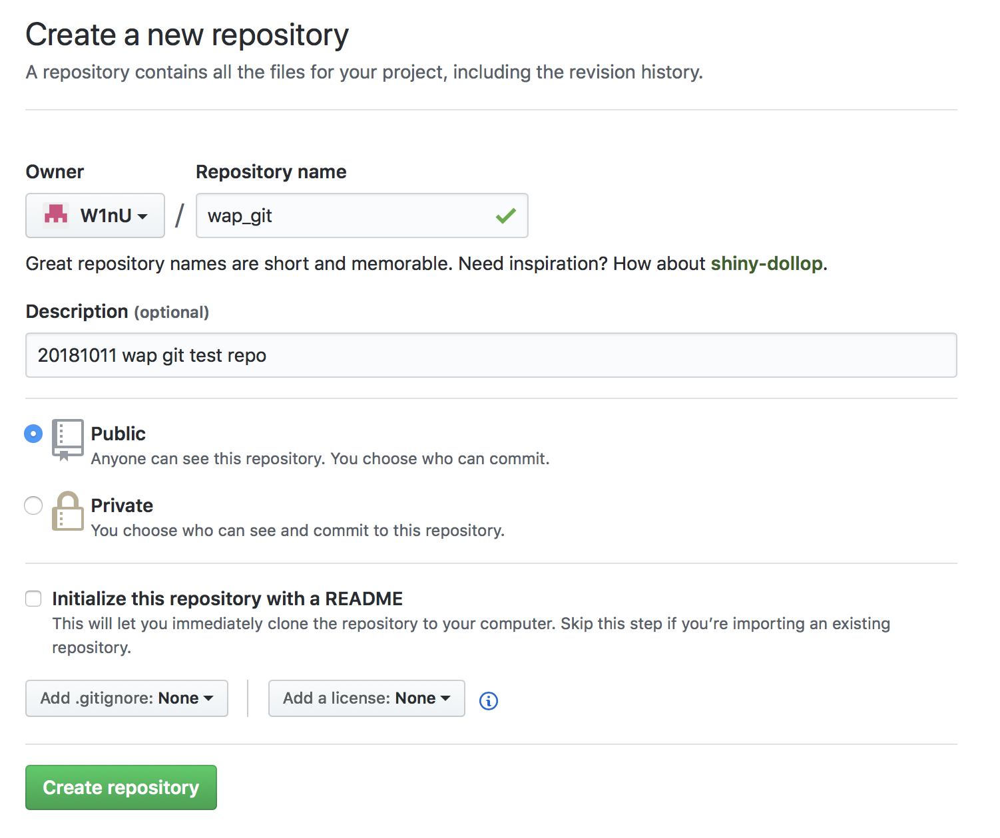 Create a new repository
A repository contains all the files for your project, including the revision history.
Owner
Repository name
W1nU / wap_git
Great repository names are short and memorable. Need inspiration? How about shiny-dollop.
Description (optional)
20181011 wap git test repo
Public
Anyone can see this repository. You choose who can commit.
Private
You choose who can see and commit to this repository.
Initialize this repository with a README
This will let you immediately clone the repository to your computer. Skip this step if you’re importing an existing
repository.
Add .gitignore: None
Add a license: None
Create repository